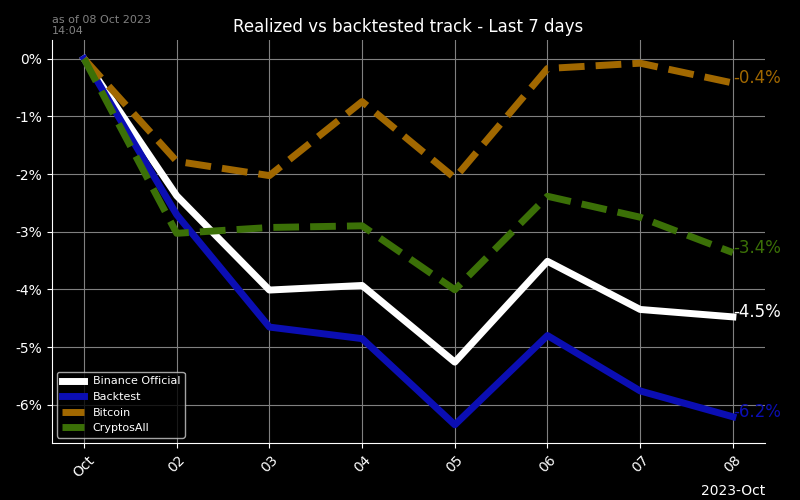 as of 08 Oct 2023
14:04
Realized vs backtested track - Last 7 days
0%
-1%
-2%
-3%
-4%
-5%
-6%
-0.4%
-3.4%
-4.5%
-6.2%
Binance Official
Backtest
Bitcoin
CryptosAll
Oct
02
03
04
05
06
07
08
2023-Oct